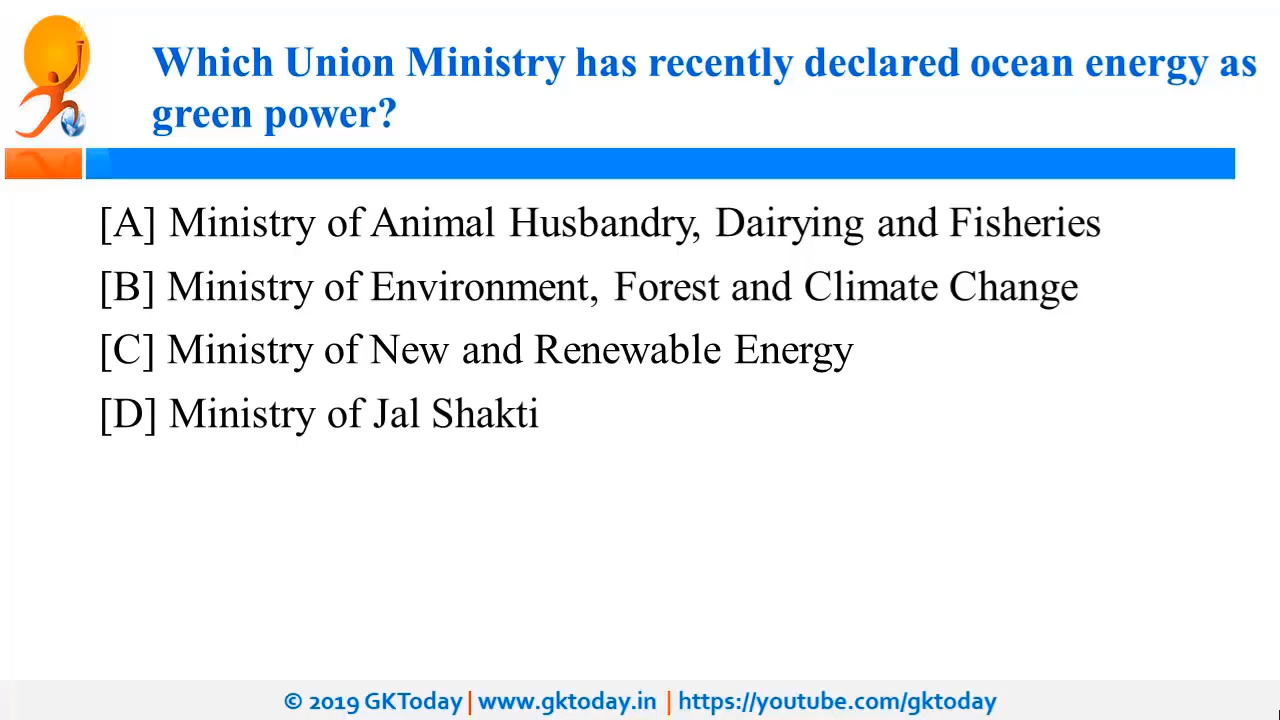 Which Union Ministry has recently declared ocean energy as
green power?
[A] Ministry of Animal Husbandry, Dairying and Fisheries
[B] Ministry of Environment, Forest and Climate Change
[C] Ministry of New and Renewable Energy
[D] Ministry of Jal Shakti
© 2019 GKToday | www.gktoday.in | https://youtube.com/gktoday